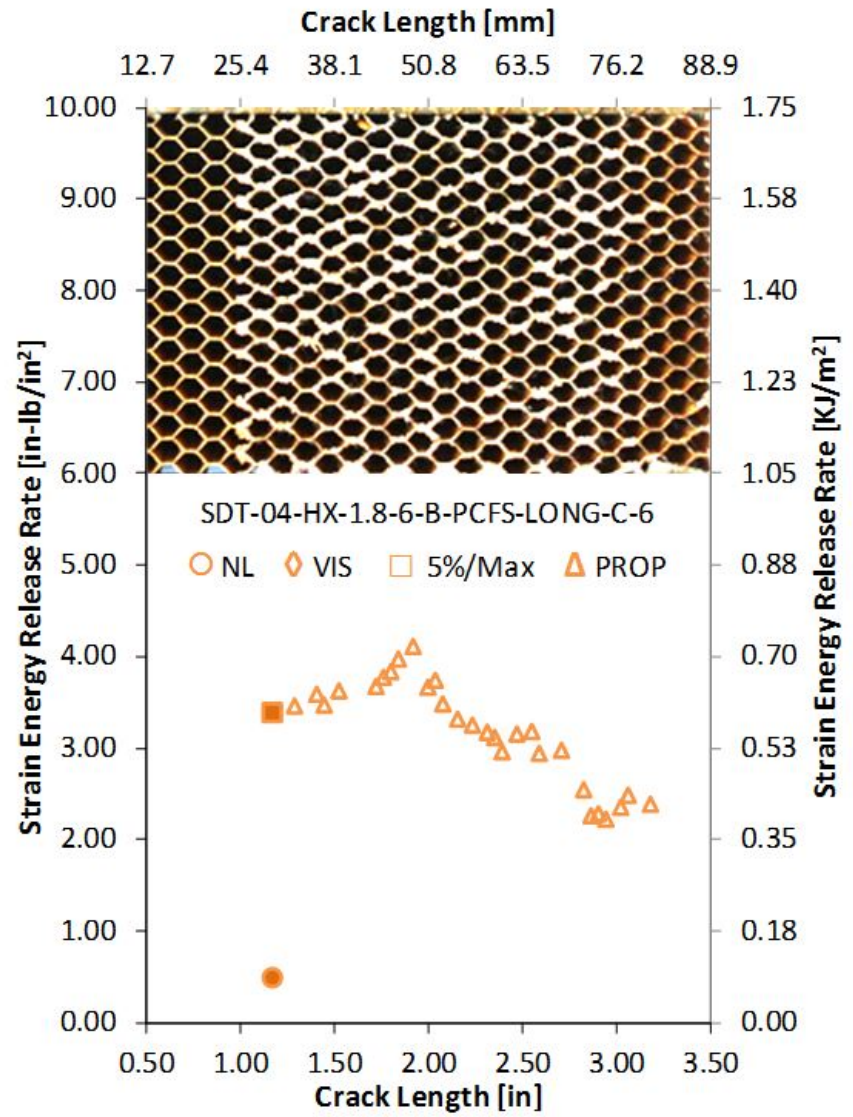 Crack Length [mm]
12.7 25.4 38.1 50.8 63.5 76.2 88.9
10.00 1.75
9.00 1.58
8.00 1.40
7.00 1.23
6.00 1.05
SDT-04-HX-1.8-6-B-PCFS-LONG-C-6
NL VIS 5%/Max PROP
5.00 0.88
4.00 0.70
3.00 0.53
2.00 0.35
1.00 0.18
0.00 0.00
Strain Energy Release Rate [in-lb/in²]
Strain Energy Release Rate [KJ/m²]
0.50 1.00 1.50 2.00 2.50 3.00 3.50
Crack Length [in]